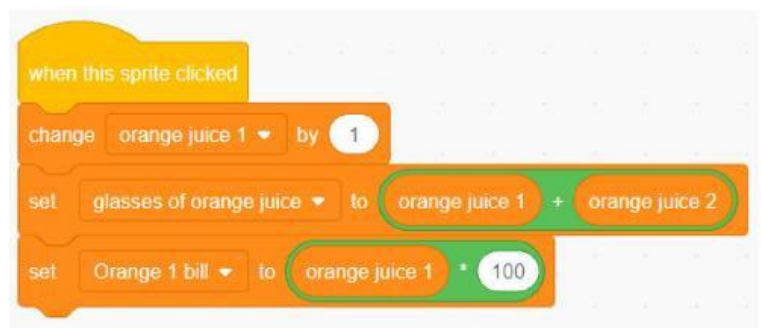 when this sprite clicked
change orange juice 1 by 1
set glasses of orange juice to orange juice 1 + orange juice 2
set Orange 1 bill to orange juice 1 * 100